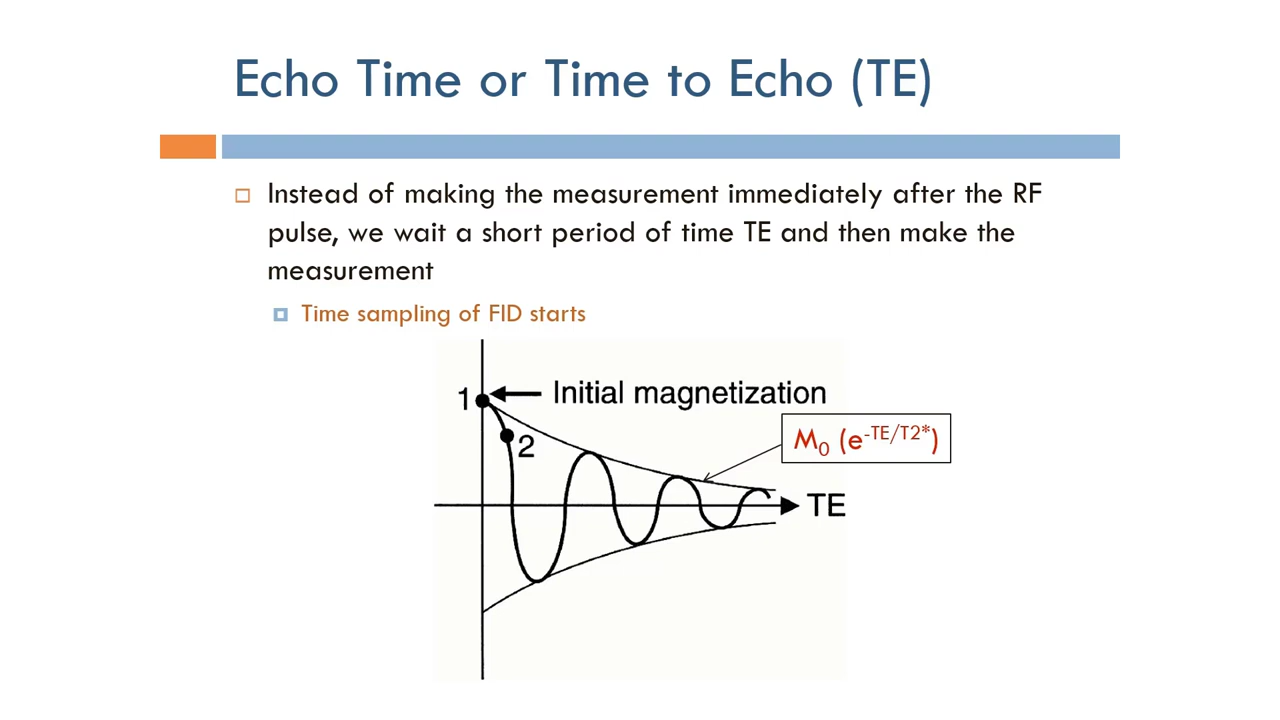 Echo Time or Time to Echo (TE)
Instead of making the measurement immediately after the RF
pulse, we wait a short period of time TE and then make the
measurement
Time sampling of FID starts
1
Initial magnetization
2
M₀ (e^-TE/T2*)
TE